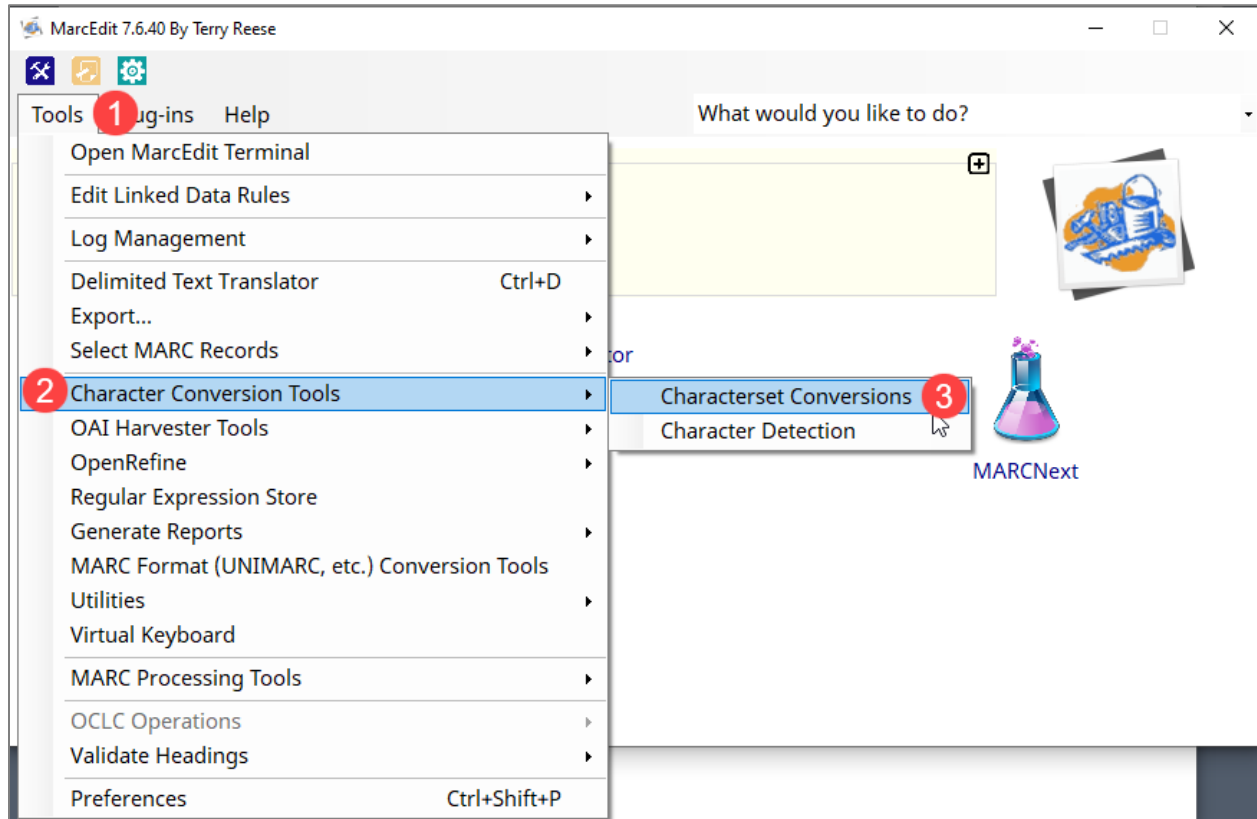 MarcEdit 7.6.40 By Terry Reese
Tools 1 ug-ins Help What would you like to do?
Open MarcEdit Terminal
Edit Linked Data Rules
Log Management
Delimited Text Translator Ctrl+D
Export...
Select MARC Records
tor
2 Character Conversion Tools
Characterset Conversions 3
OAI Harvester Tools
Character Detection
OpenRefine
MARCNext
Regular Expression Store
Generate Reports
MARC Format (UNIMARC, etc.) Conversion Tools
Utilities
Virtual Keyboard
MARC Processing Tools
OCLC Operations
Validate Headings
Preferences Ctrl+Shift+P